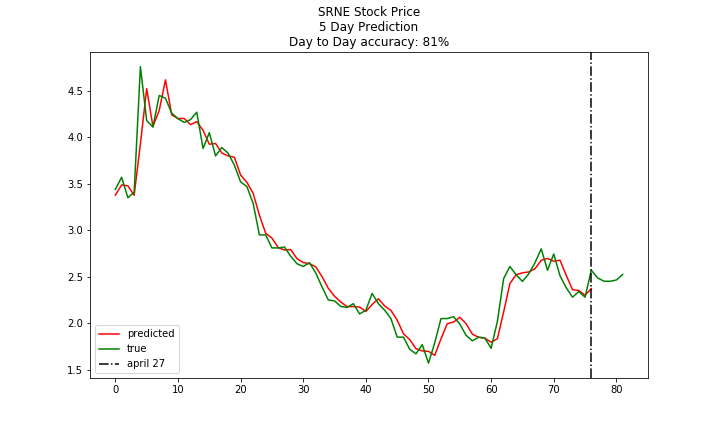 SRNE Stock Price
5 Day Prediction
Day to Day accuracy: 81%
4.5
4.0
3.5
3.0
2.5
2.0
1.5
predicted
true
april 27
0 10 20 30 40 50 60 70 80